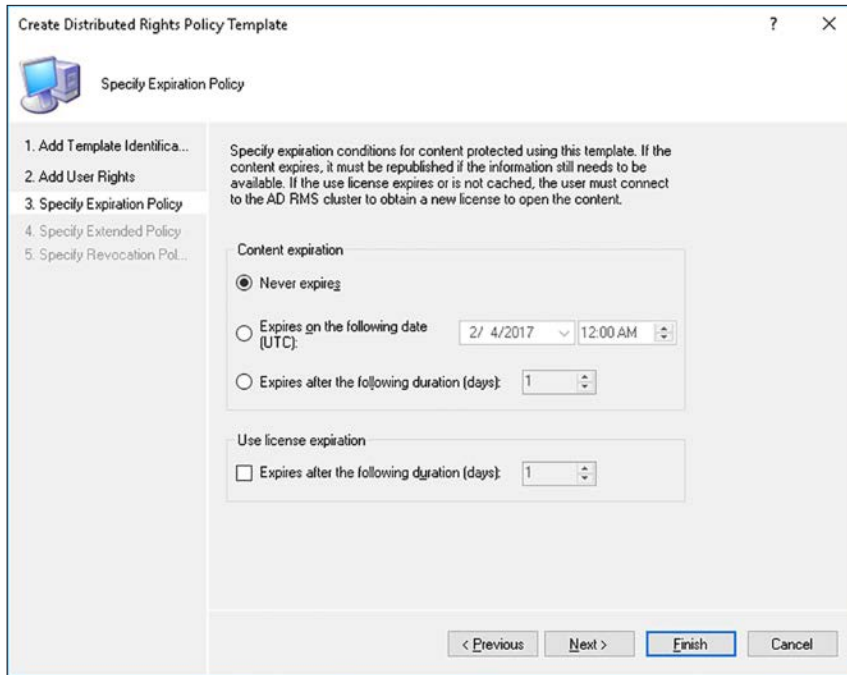 Create Distributed Rights Policy Template
?
Specify Expiration Policy
1. Add Template Identifica...
2. Add User Rights
3. Specify Expiration Policy
4. Specify Extended Policy
5. Specify Revocation Pol...
Specify expiration conditions for content protected using this template. If the
content expires, it must be republished if the information still needs to be
available. If the use license expires or is not cached, the user must connect
to the AD RMS cluster to obtain a new license to open the content.
Content expiration
Never expires
Expires on the following date
(UTC):
2/ 4/2017
12:00 AM
Expires after the following duration (days):
1
Use license expiration
Expires after the following duration (days):
1
< Previous
Next >
Finish
Cancel